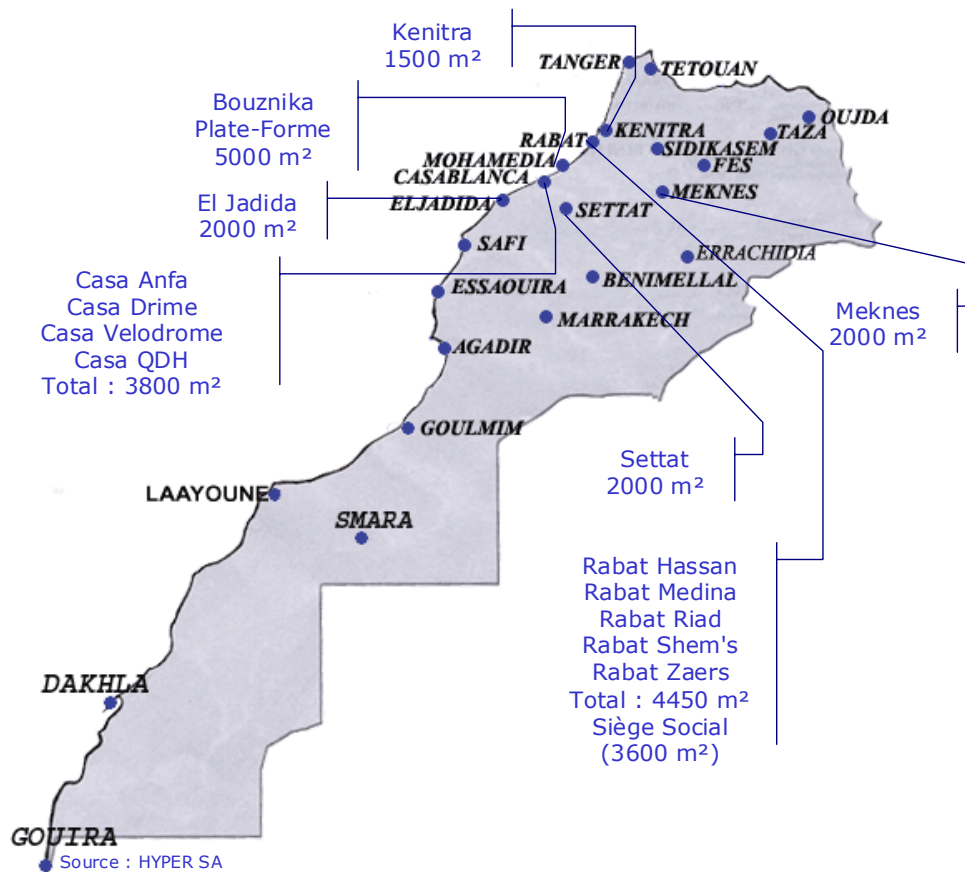 Kenitra
1500 m²
TANGER
TETOUAN
Bouznika
Plate-Forme
5000 m²
OUJDA
KENITRA
TAZA
RABAT
SIDIKASEM
MOHAMEDIA
FES
CASABLANCA
MEKNES
El Jadida
2000 m²
ELJADIDA
SETTAT
SAFI
ERRACHIDIA
Casa Anfa
Casa Drime
Casa Velodrome
Casa QDH
Total : 3800 m²
BENIMELLAL
ESSAOUIRA
Meknes
2000 m²
MARRAKECH
AGADIR
GOULMIM
Settat
2000 m²
LAAYOUNE
SMARA
Rabat Hassan
Rabat Medina
Rabat Riad
Rabat Shem's
Rabat Zaers
Total : 4450 m²
Siège Social
(3600 m²)
DAKHLA
GOUIRA
Source : HYPER SA